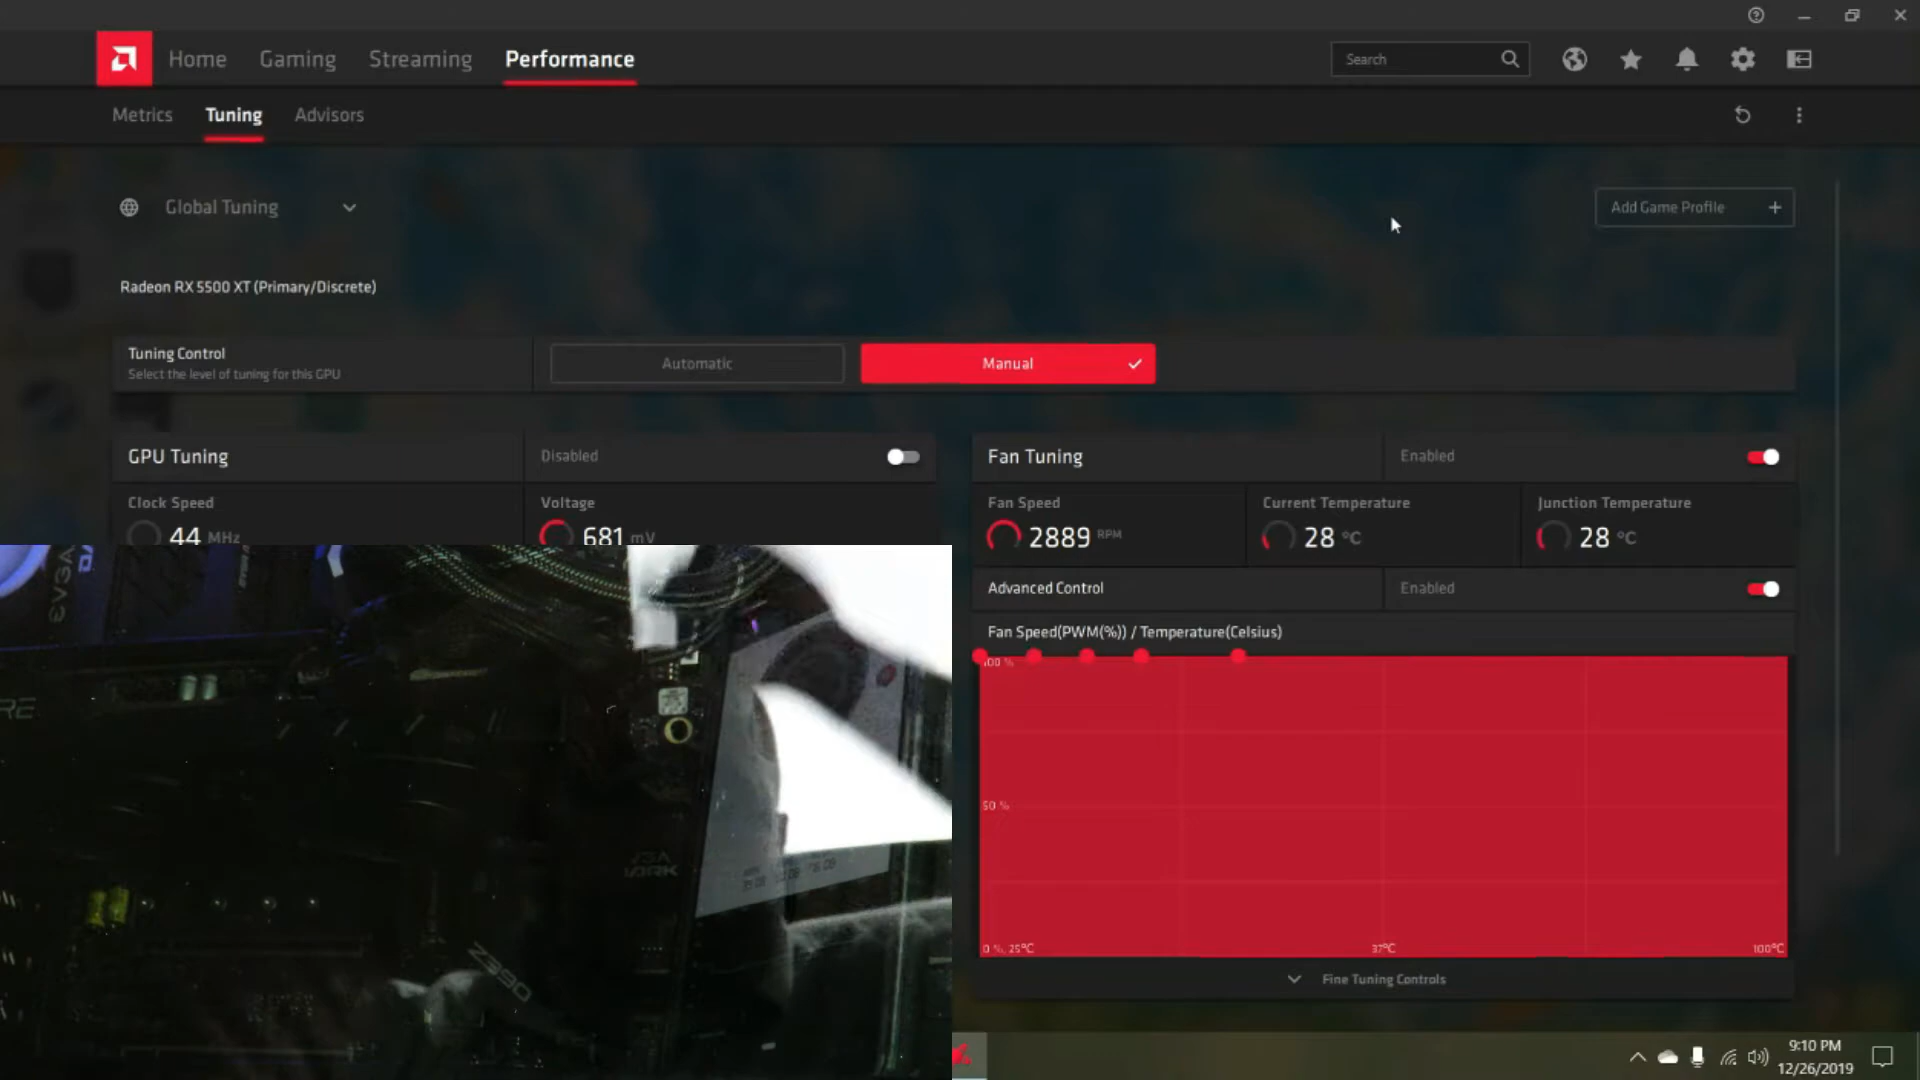 Home Gaming Streaming Performance Search
Metrics Tuning Advisors
Global Tuning Add Game Profile
Radeon RX 5500 XT (Primary/Discrete)
Tuning Control
Select the level of tuning for this GPU
Automatic Manual
GPU Tuning Disabled
Clock Speed Voltage
44 MHz 681 mV
Fan Tuning Enabled
Fan Speed Current Temperature Junction Temperature
2889 RPM 28 °C 28 °C
Advanced Control Enabled
Fan Speed(PWM(%)) / Temperature(Celsius)
100 %
50 %
0 %, 25°C 37°C 100°C
Fine Tuning Controls
EVGA
Z390
9:10 PM
12/26/2019